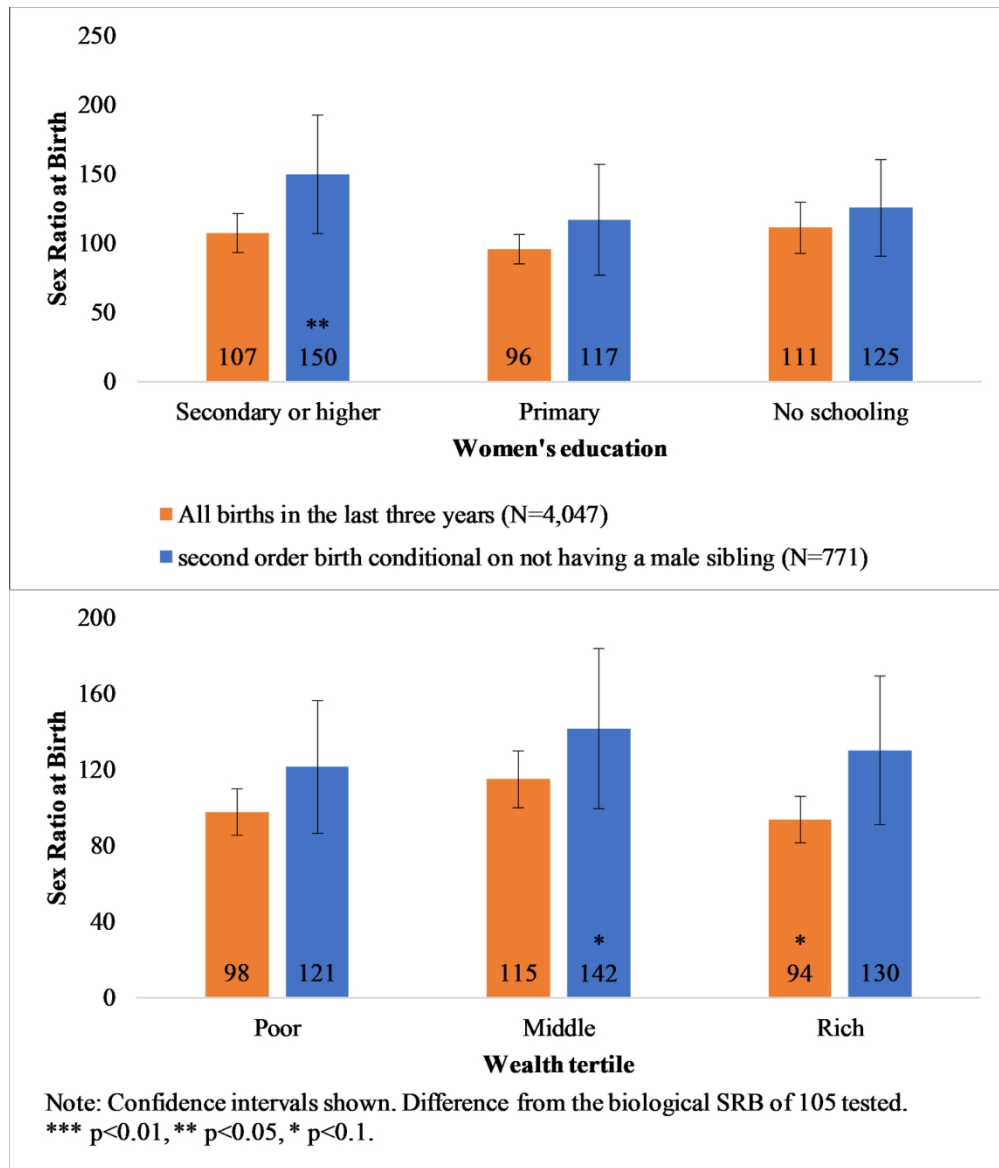 250
200
150
100
50
0
Sex Ratio at Birth
**
107 150 96 117 111 125
Secondary or higher Primary No schooling
Women's education
All births in the last three years (N=4,047)
second order birth conditional on not having a male sibling (N=771)
200
160
120
80
40
0
Sex Ratio at Birth
* *
98 121 115 142 94 130
Poor Middle Rich
Wealth tertile
Note: Confidence intervals shown. Difference from the biological SRB of 105 tested.
*** p<0.01, ** p<0.05, * p<0.1.